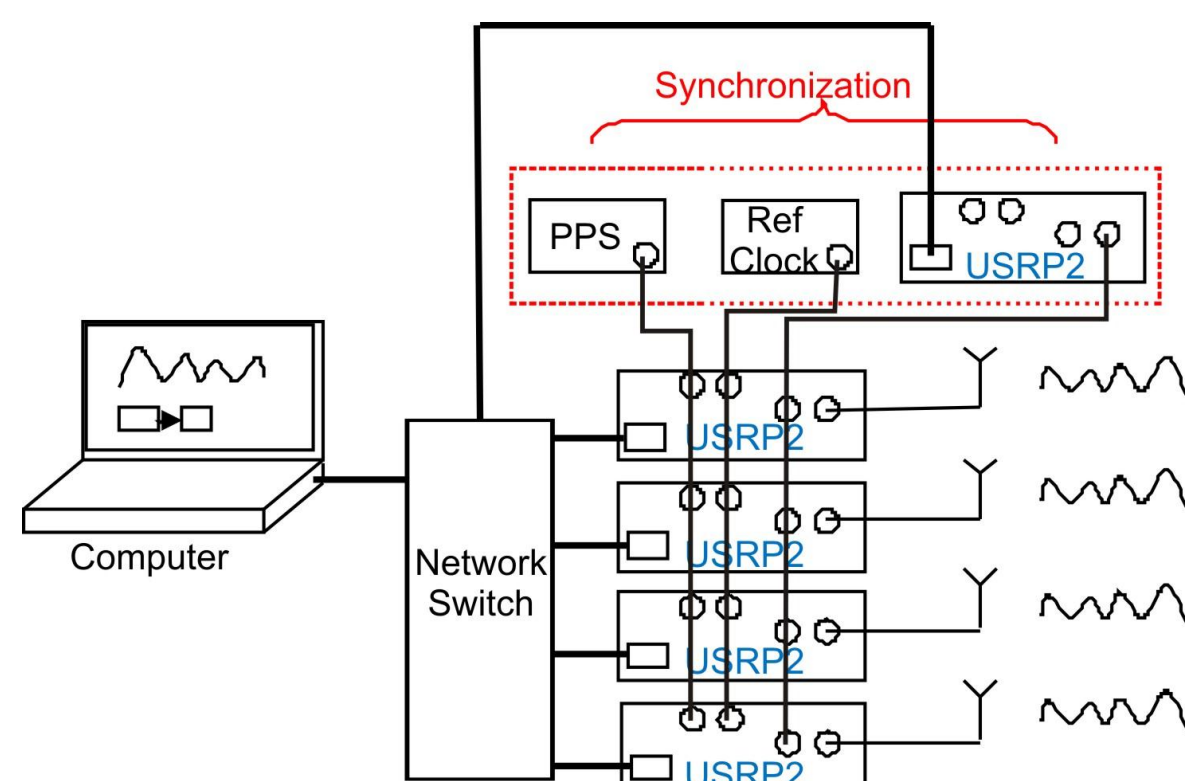 Synchronization
PPS
Ref
Clock
USRP2
USRP2
USRP2
USRP2
USRP2
Computer
Network
Switch